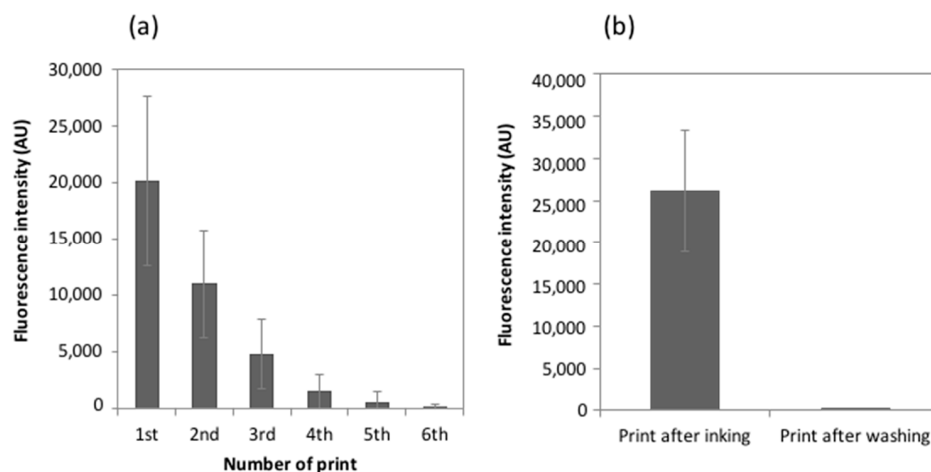 (a)
Fluorescence intensity (AU)
30,000
25,000
20,000
15,000
10,000
5,000
0
1st 2nd 3rd 4th 5th 6th
Number of print
(b)
Fluorescence intensity (AU)
40,000
35,000
30,000
25,000
20,000
15,000
10,000
5,000
0
Print after inking Print after washing